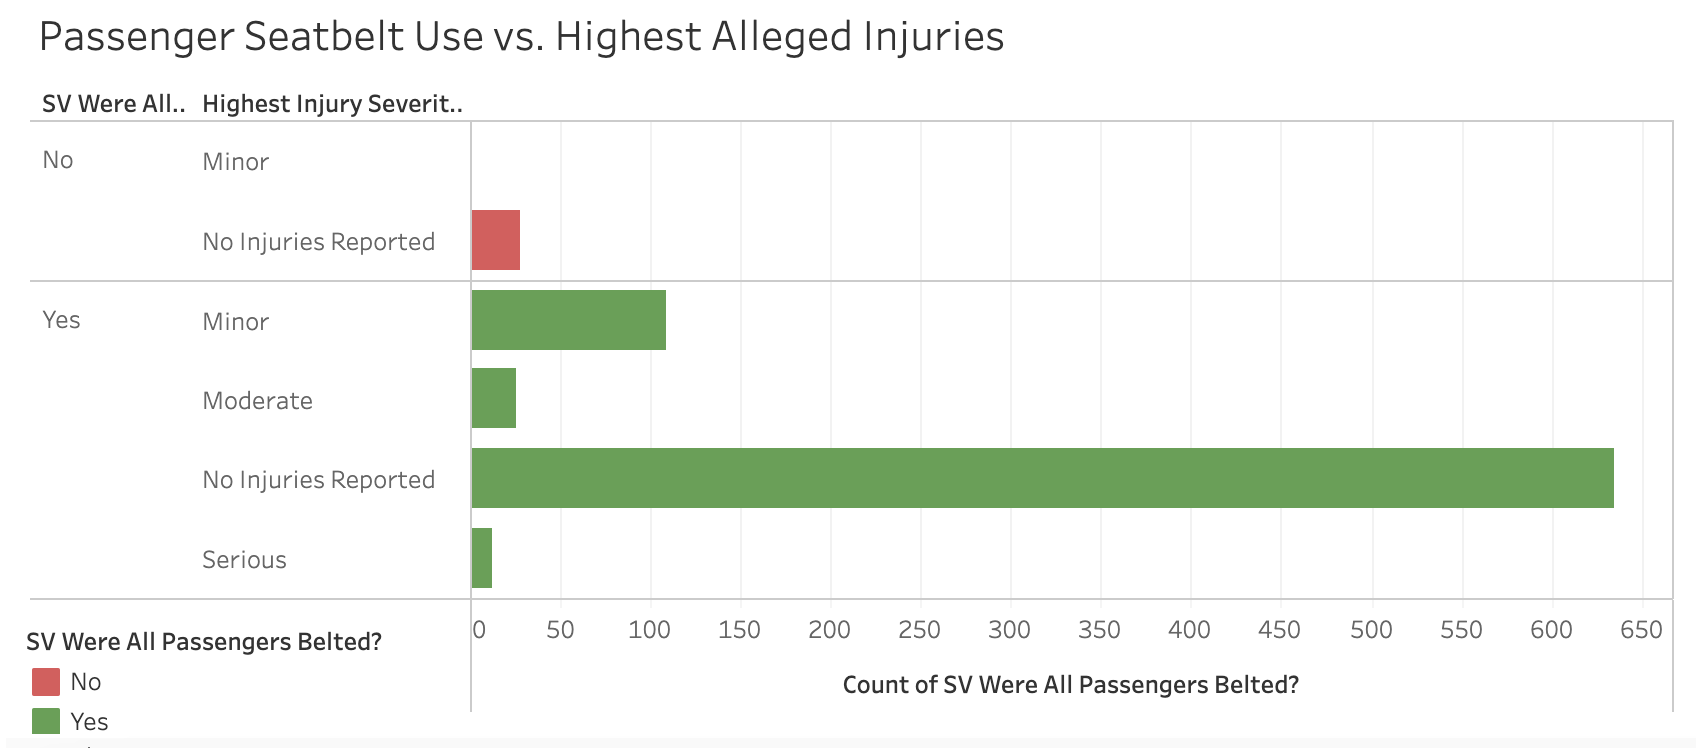 Passenger Seatbelt Use vs. Highest Alleged Injuries
SV Were All.. Highest Injury Severit..
No Minor
No Injuries Reported
Yes Minor
Moderate
No Injuries Reported
Serious
0 50 100 150 200 250 300 350 400 450 500 550 600 650
Count of SV Were All Passengers Belted?
SV Were All Passengers Belted?
No
Yes